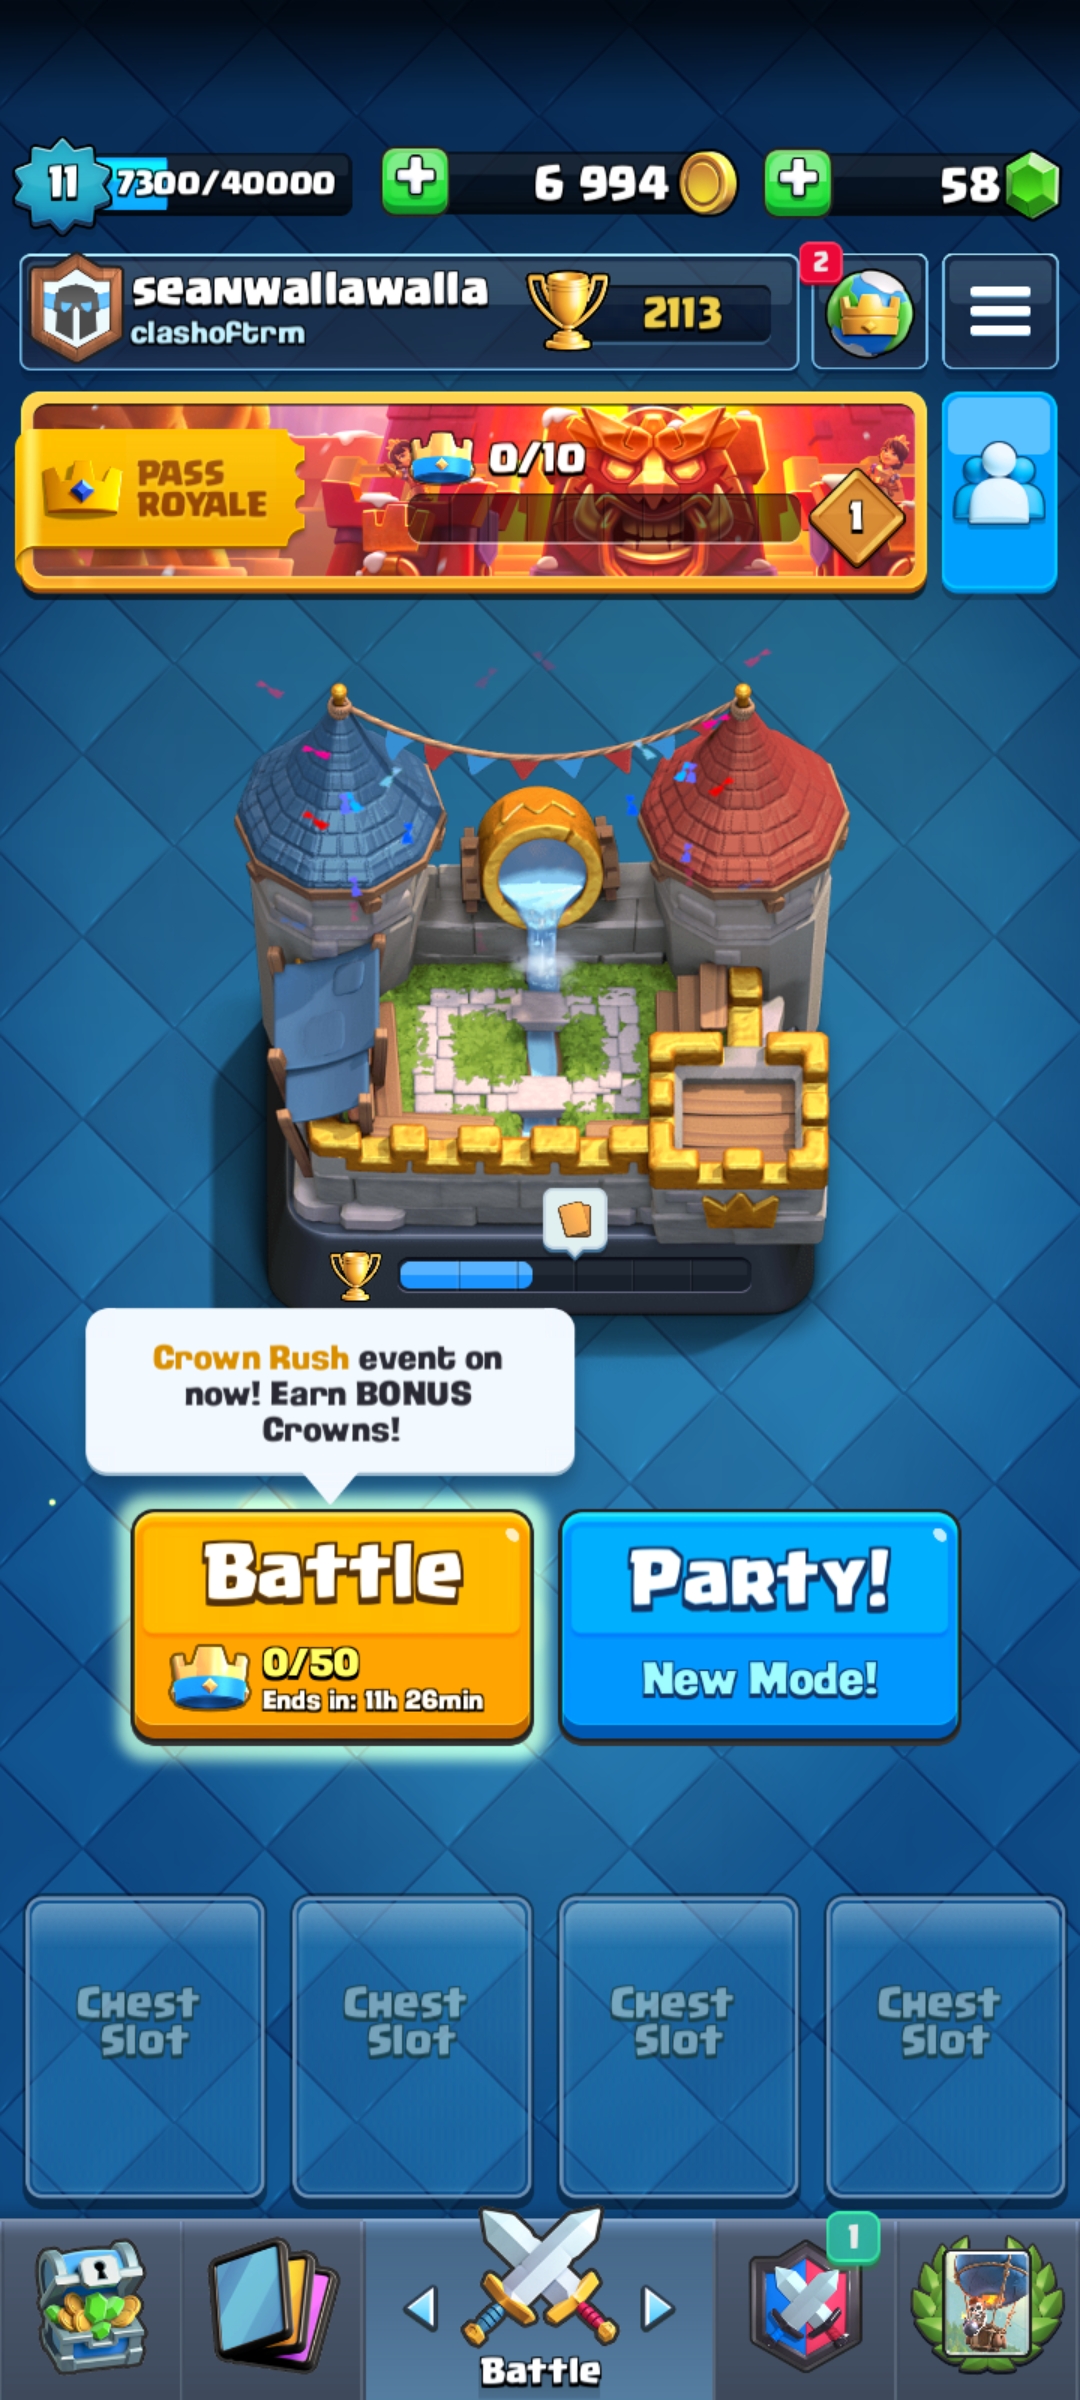 11
7300/40000
6 994
58
seanwallawalla
clashoftrm
2113
2
PASS
ROYALE
0/10
1
Crown Rush event on
now! Earn BONUS
Crowns!
Battle
0/50
Ends in: 11h 26min
Party!
New Mode!
Chest
Slot
Chest
Slot
Chest
Slot
Chest
Slot
1
Battle